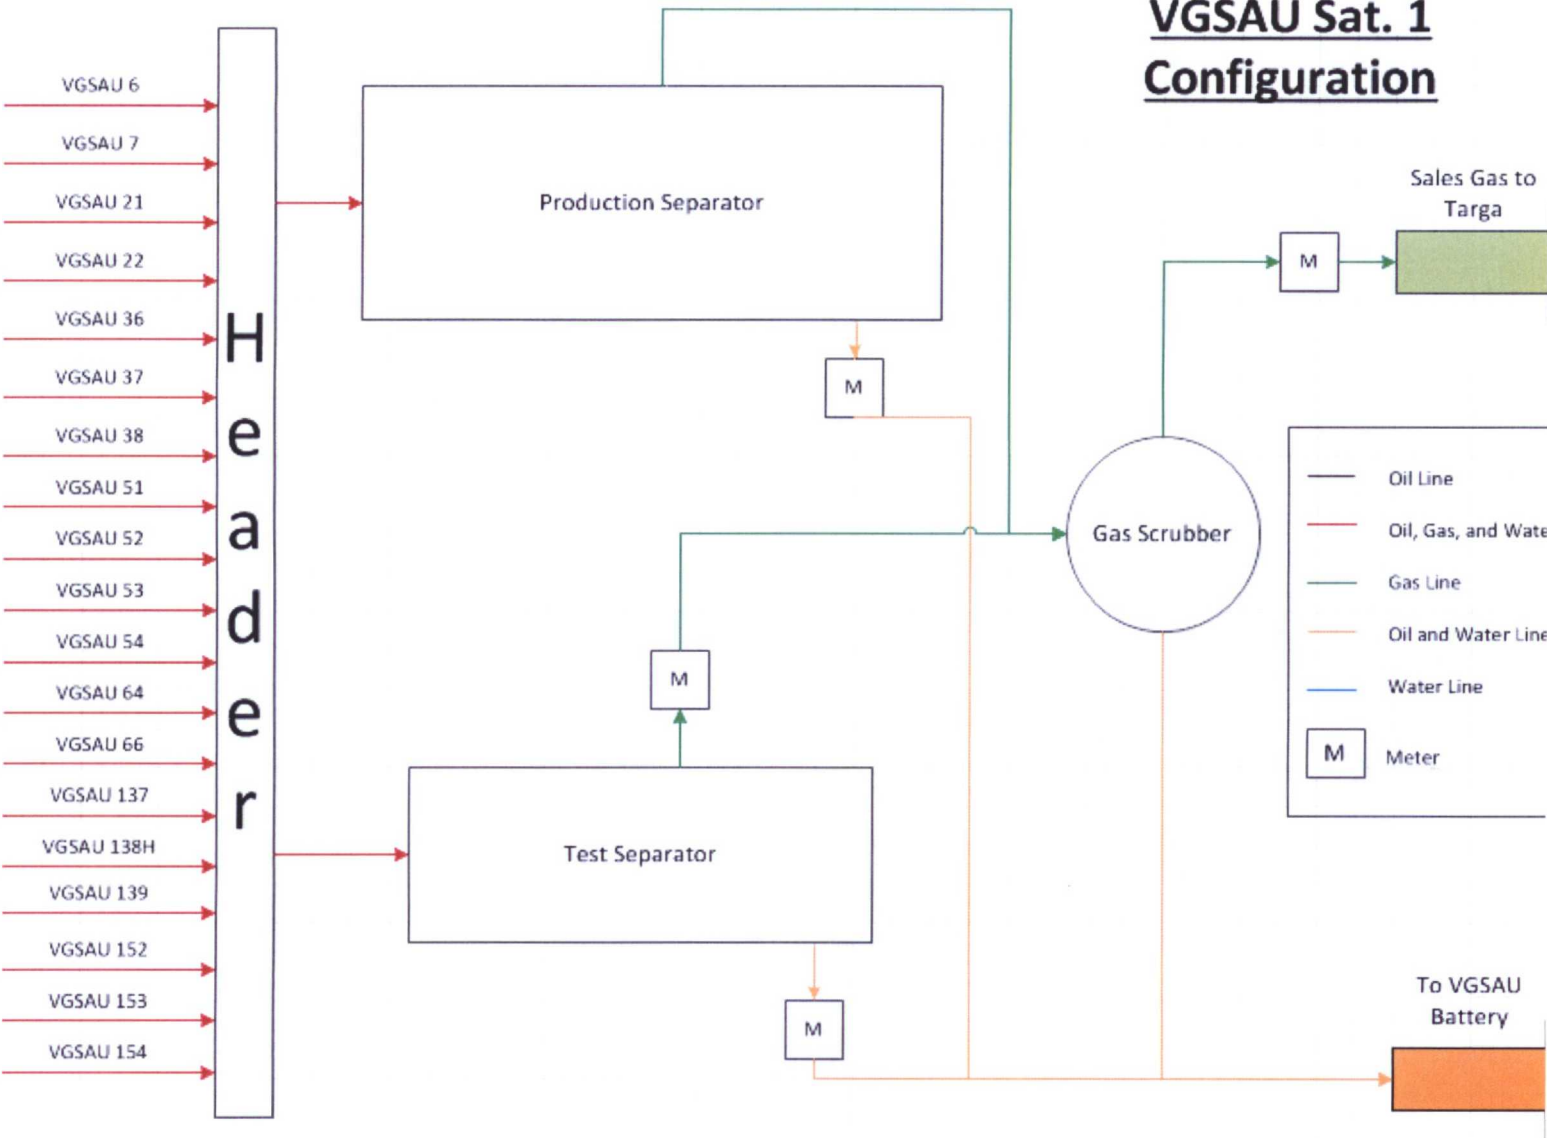 VGSAU Sat. 1
Configuration
VGSAU 6
VGSAU 7
VGSAU 21
VGSAU 22
VGSAU 36
VGSAU 37
VGSAU 38
VGSAU 51
VGSAU 52
VGSAU 53
VGSAU 54
VGSAU 64
VGSAU 66
VGSAU 137
VGSAU 138H
VGSAU 139
VGSAU 152
VGSAU 153
VGSAU 154
Header
Production Separator
M
M
Test Separator
M
Gas Scrubber
M
Sales Gas to
Targa
Oil Line
Oil, Gas, and Wate
Gas Line
Oil and Water Line
Water Line
M Meter
To VGSAU
Battery